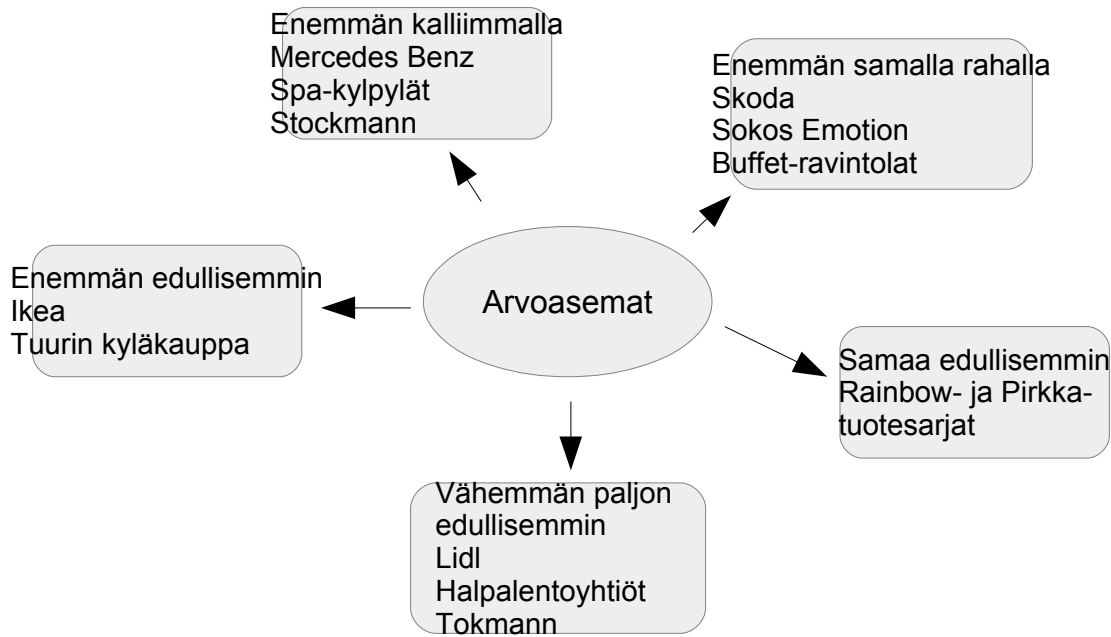 Enemmän kalliimmalla
Mercedes Benz
Spa-kylpylät
Stockmann
Enemmän samalla rahalla
Skoda
Sokos Emotion
Buffet-ravintolat
Enemmän edullisemmin
Ikea
Tuurin kyläkauppa
Arvoasemat
Samaa edullisemmin
Rainbow- ja Pirkka-
tuotesarjat
Vähemmän paljon
edullisemmin
Lidl
Halpalentoyhtiöt
Tokmann